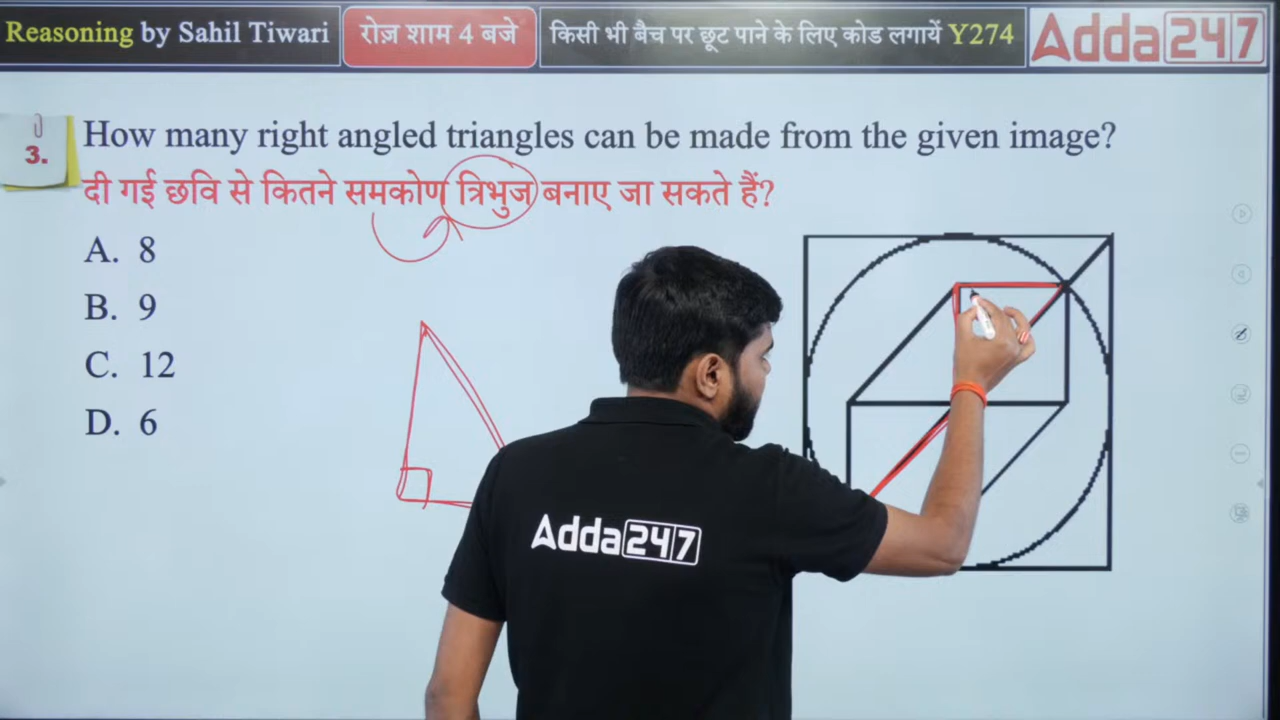 Reasoning by Sahil Tiwari
रोज़ शाम 4 बजे
किसी भी बैच पर छूट पाने के लिए कोड लगायें Y274
Adda247
3.
How many right angled triangles can be made from the given image?
दी गई छवि से कितने समकोण त्रिभुज बनाए जा सकते हैं?
A. 8
B. 9
C. 12
D. 6
Adda247